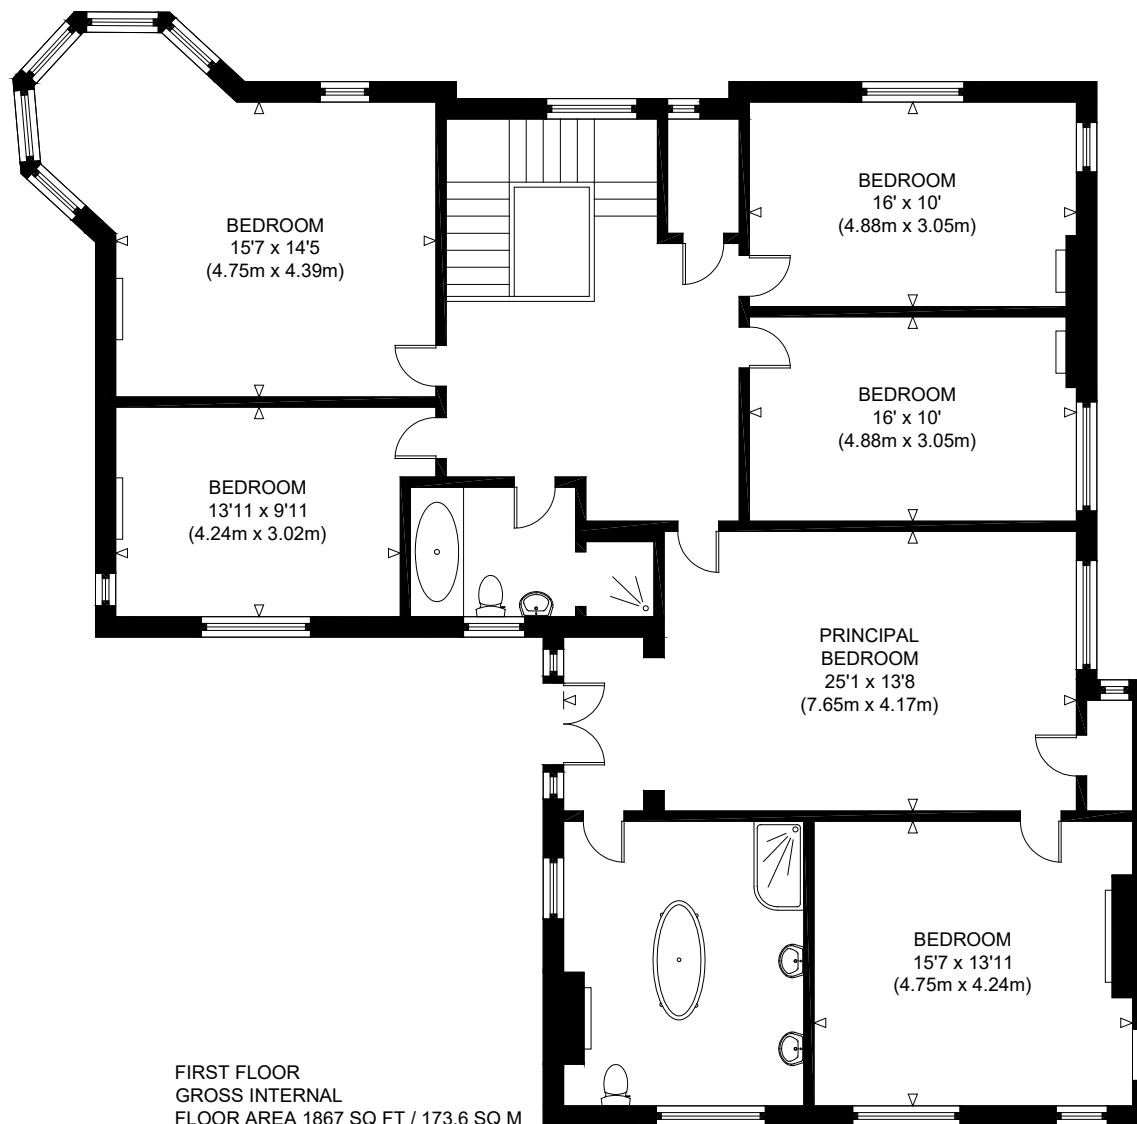 BEDROOM
15'7 x 14'5
(4.75m x 4.39m)
BEDROOM
16' x 10'
(4.88m x 3.05m)
BEDROOM
16' x 10'
(4.88m x 3.05m)
BEDROOM
13'11 x 9'11
(4.24m x 3.02m)
PRINCIPAL
BEDROOM
25'1 x 13'8
(7.65m x 4.17m)
BEDROOM
15'7 x 13'11
(4.75m x 4.24m)
FIRST FLOOR
GROSS INTERNAL
FLOOR AREA 1867 SQ FT / 173.6 SQ M